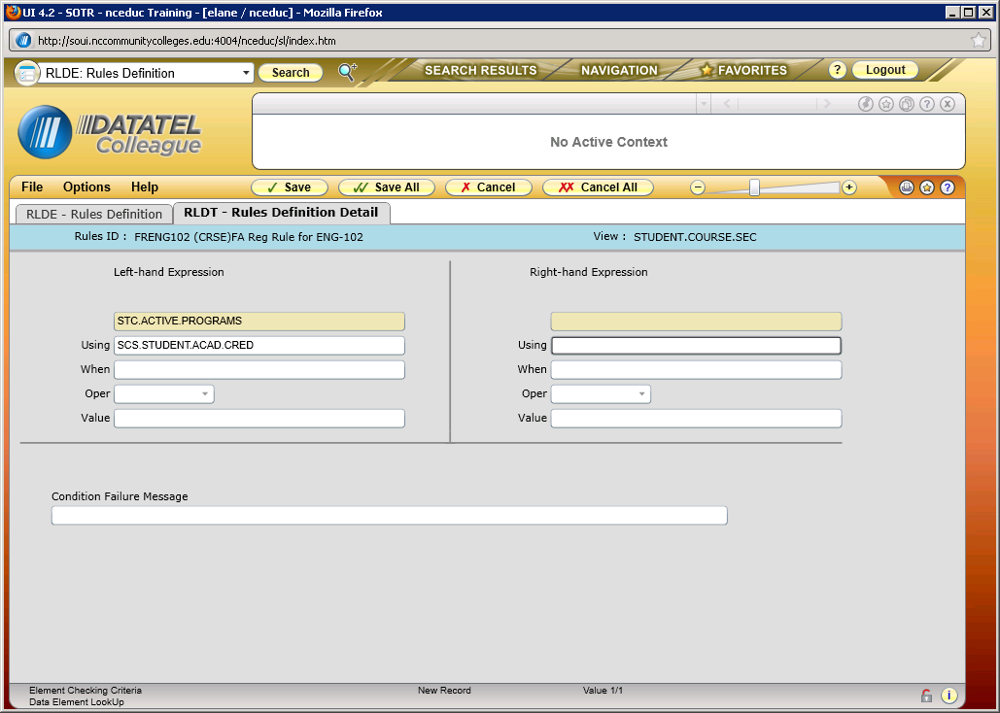 UI 4.2 - SOTR - nceduc Training - [elane / nceduc] - Mozilla Firefox
http://soui.nccommunitycolleges.edu:4004/nceduc/sl/index.htm
RLDE: Rules Definition Search SEARCH RESULTS NAVIGATION FAVORITES ? Logout
DATATEL
Colleague
No Active Context
File Options Help Save Save All Cancel Cancel All
RLDE - Rules Definition RLDT - Rules Definition Detail
Rules ID : FRENG102 (CRSE)FA Reg Rule for ENG-102 View : STUDENT.COURSE.SEC
Left-hand Expression Right-hand Expression
STC.ACTIVE.PROGRAMS
Using SCS.STUDENT.ACAD.CRED Using
When When
Oper Oper
Value Value
Condition Failure Message
Element Checking Criteria New Record Value 1/1
Data Element LookUp